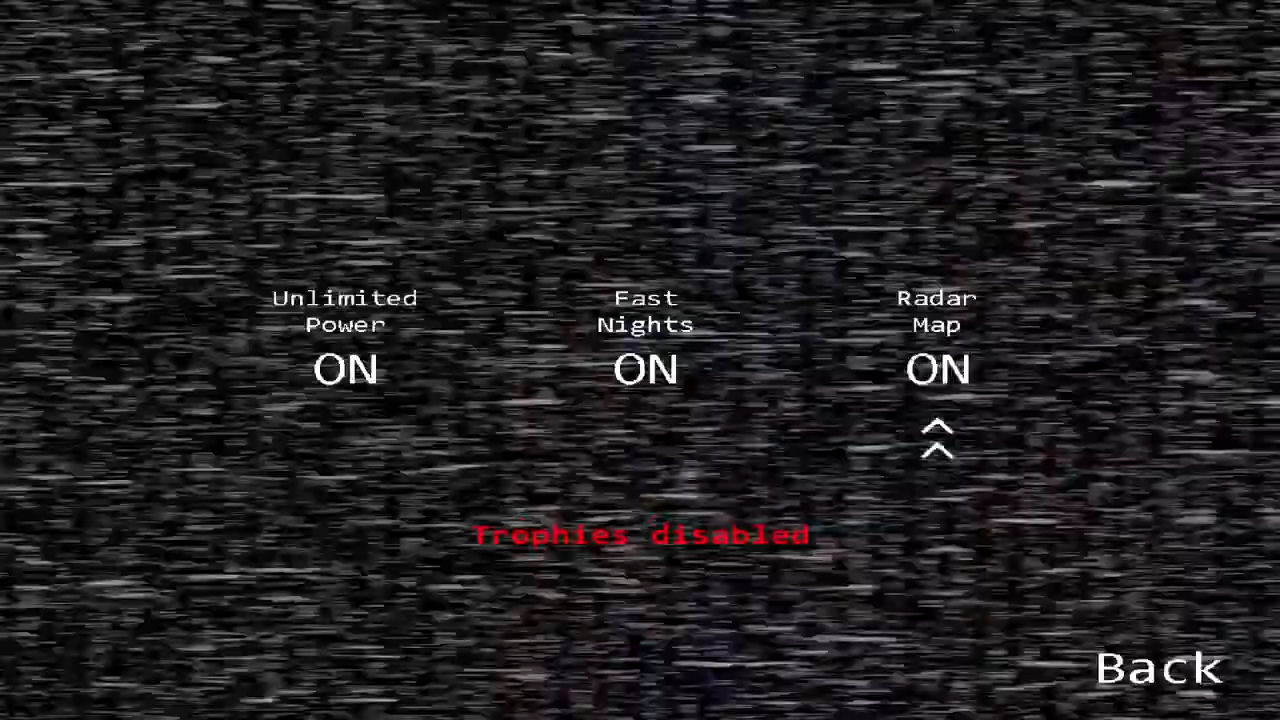 Unlimited
Power
ON
Fast
Nights
ON
Radar
Map
ON
Trophies disabled
Back